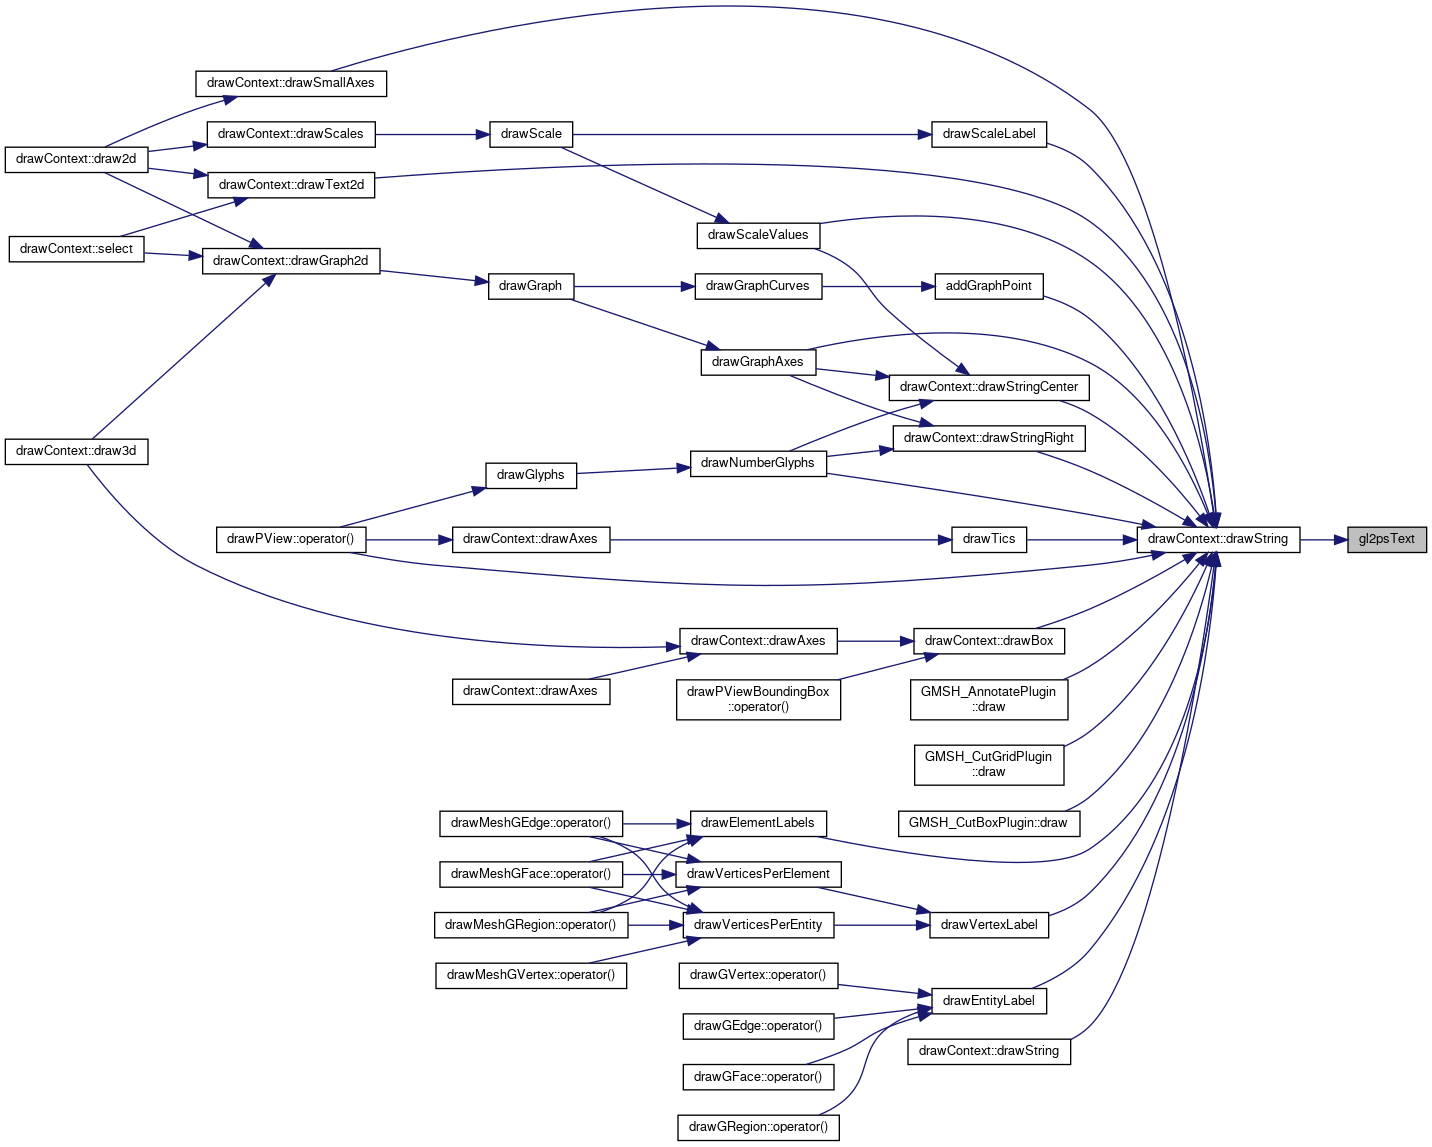 drawContext::drawSmallAxes
drawContext::drawScales
drawScale
drawScaleLabel
drawContext::draw2d
drawContext::drawText2d
drawScaleValues
drawContext::select
drawContext::drawGraph2d
drawGraph
drawGraphCurves
addGraphPoint
drawGraphAxes
drawContext::drawStringCenter
drawContext::drawStringRight
drawContext::draw3d
drawGlyphs
drawNumberGlyphs
drawPView::operator()
drawContext::drawAxes
drawTics
drawContext::drawString
gl2psText
drawContext::drawAxes
drawContext::drawBox
drawContext::drawAxes
drawPViewBoundingBox
::operator()
GMSH_AnnotatePlugin
::draw
GMSH_CutGridPlugin
::draw
drawMeshGEdge::operator()
drawElementLabels
GMSH_CutBoxPlugin::draw
drawMeshGFace::operator()
drawVerticesPerElement
drawMeshGRegion::operator()
drawVerticesPerEntity
drawVertexLabel
drawMeshGVertex::operator()
drawGVertex::operator()
drawEntityLabel
drawGEdge::operator()
drawContext::drawString
drawGFace::operator()
drawGRegion::operator()